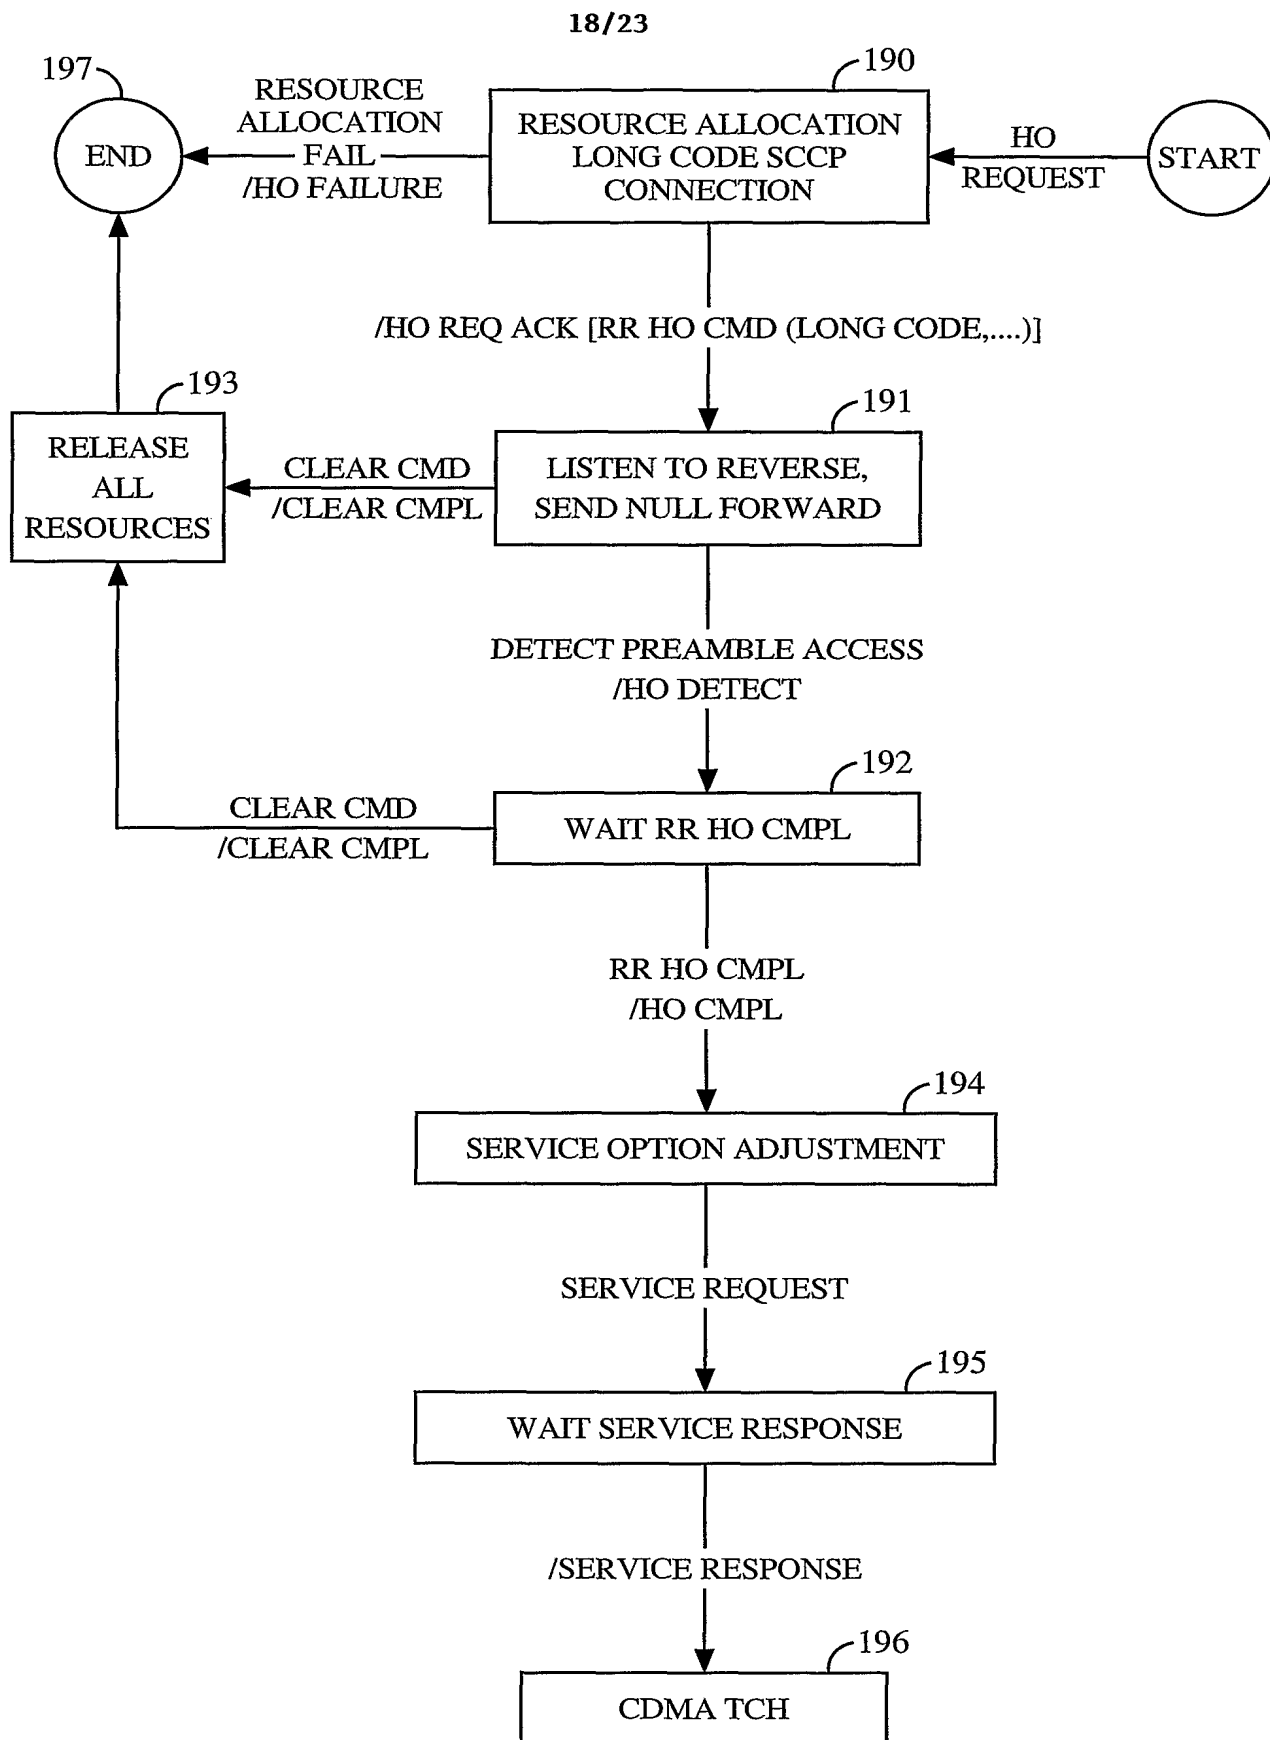 18/23
197
190
RESOURCE
ALLOCATION
FAIL
/HO FAILURE
END
RESOURCE ALLOCATION
LONG CODE SCCP
CONNECTION
HO
REQUEST
START
/HO REQ ACK [RR HO CMD (LONG CODE,....)]
193
191
RELEASE
ALL
RESOURCES
CLEAR CMD
/CLEAR CMPL
LISTEN TO REVERSE,
SEND NULL FORWARD
DETECT PREAMBLE ACCESS
/HO DETECT
192
CLEAR CMD
/CLEAR CMPL
WAIT RR HO CMPL
RR HO CMPL
/HO CMPL
194
SERVICE OPTION ADJUSTMENT
SERVICE REQUEST
195
WAIT SERVICE RESPONSE
/SERVICE RESPONSE
196
CDMA TCH